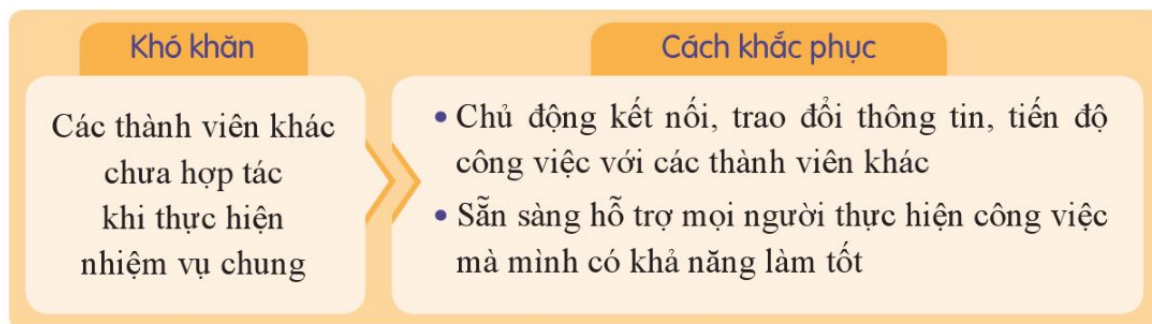 Khó khăn
Cách khắc phục
Các thành viên khác
chưa hợp tác
khi thực hiện
nhiệm vụ chung
• Chủ động kết nối, trao đổi thông tin, tiến độ
công việc với các thành viên khác
• Sẵn sàng hỗ trợ mọi người thực hiện công việc
mà mình có khả năng làm tốt